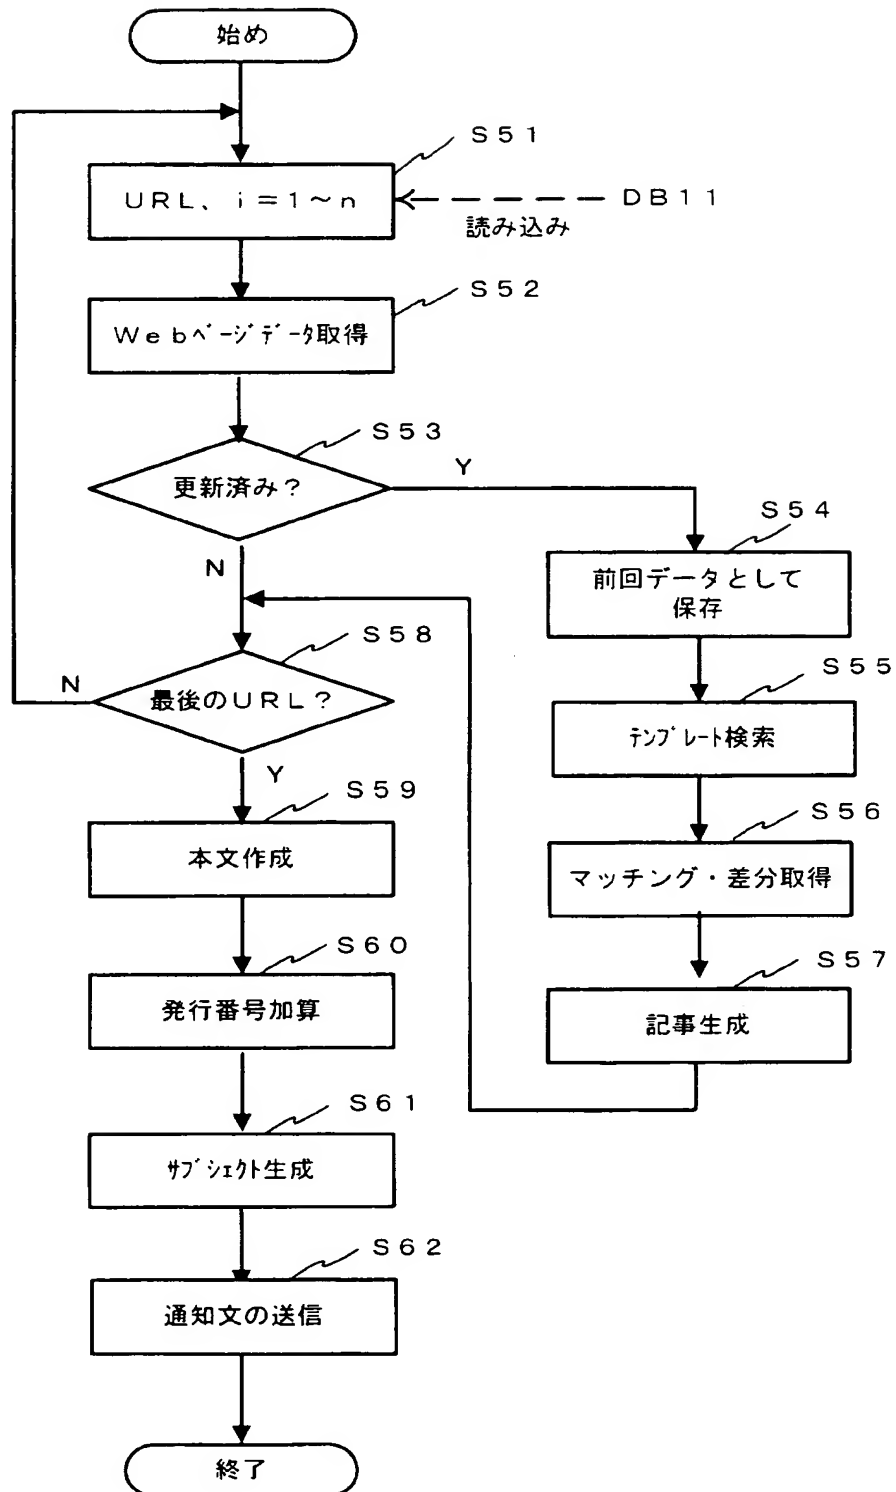 始め
S51
URL、i=1~n
DB11
読み込み
S52
Webページデータ取得
S53
更新済み?
Y
N
S54
前回データとして
保存
S55
テンプレート検索
S56
マッチング・差分取得
S57
記事生成
S58
最後のURL?
N
Y
S59
本文作成
S60
発行番号加算
S61
サブシェクト生成
S62
通知文の送信
終了